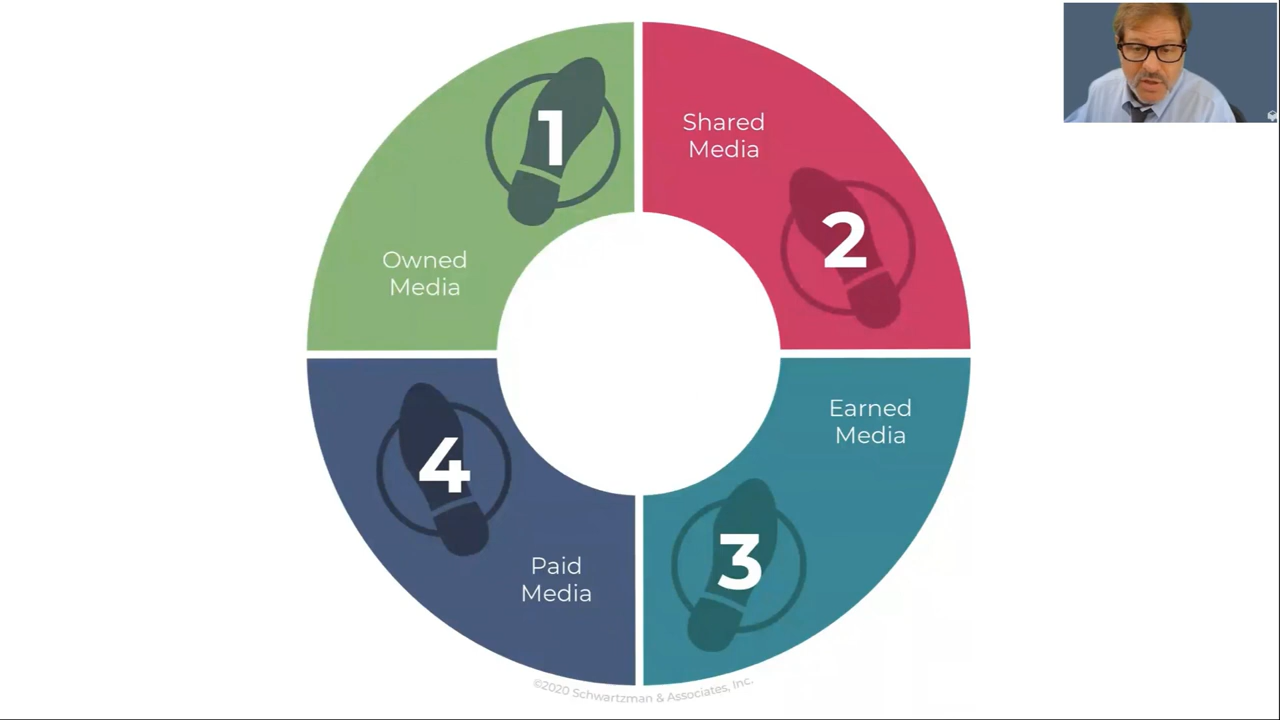 1
Owned
Media
Shared
Media
2
Earned
Media
3
4
Paid
Media
©2020 Schwartzman & Associates, Inc.